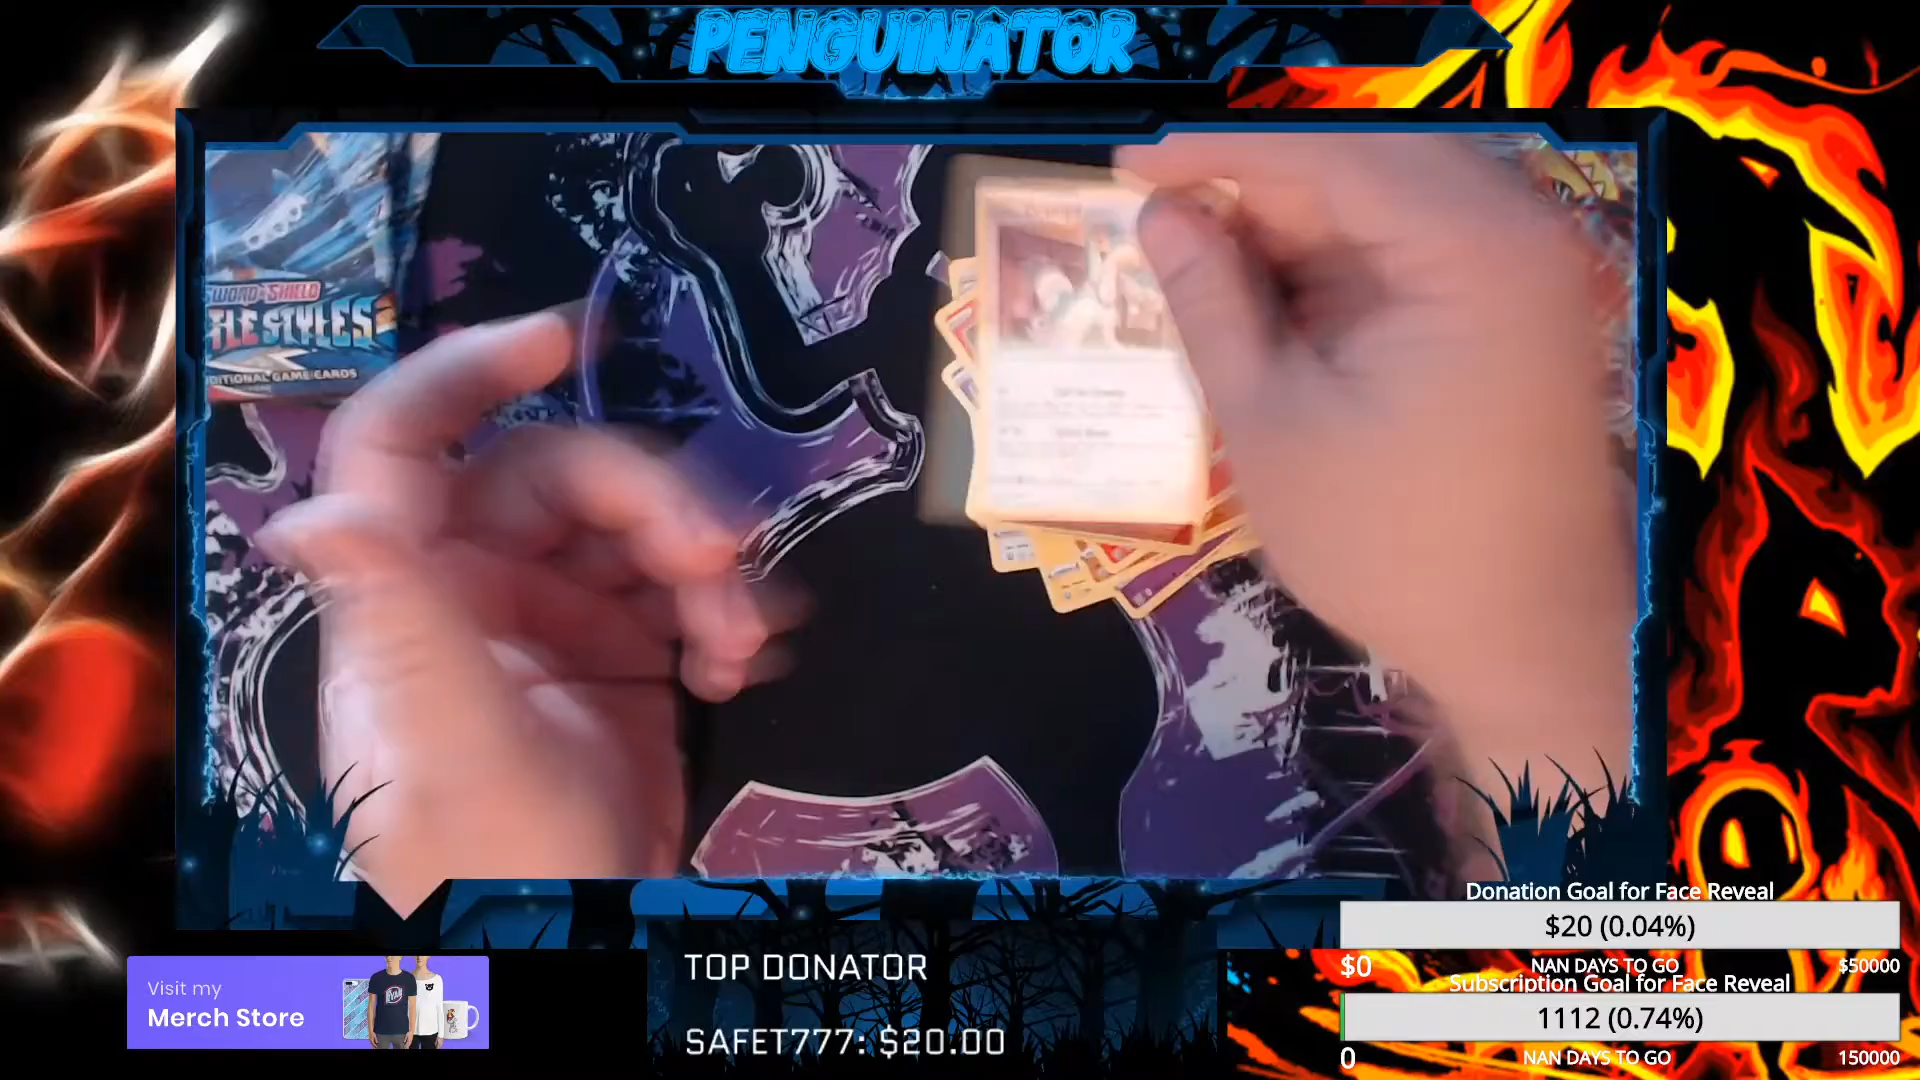 PENGUINATOR
SWORD & SHIELD
TLE STYLES
DITIONAL GAME CARDS
Donation Goal for Face Reveal
$20 (0.04%)
$0 NAN DAYS TO GO $50000
Subscription Goal for Face Reveal
1112 (0.74%)
0 NAN DAYS TO GO 150000
TOP DONATOR
SAFET777: $20.00
Visit my
Merch Store